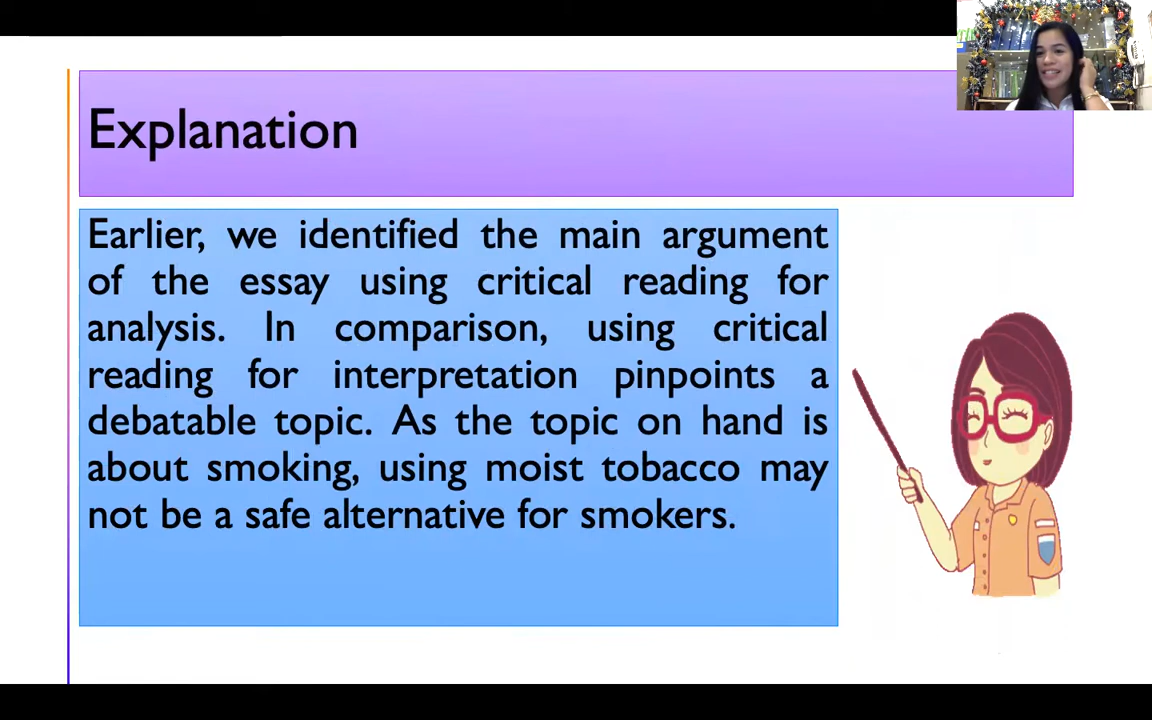 Explanation
Earlier, we identified the main argument
of the essay using critical reading for
analysis. In comparison, using critical
reading for interpretation pinpoints a
debatable topic. As the topic on hand is
about smoking, using moist tobacco may
not be a safe alternative for smokers.